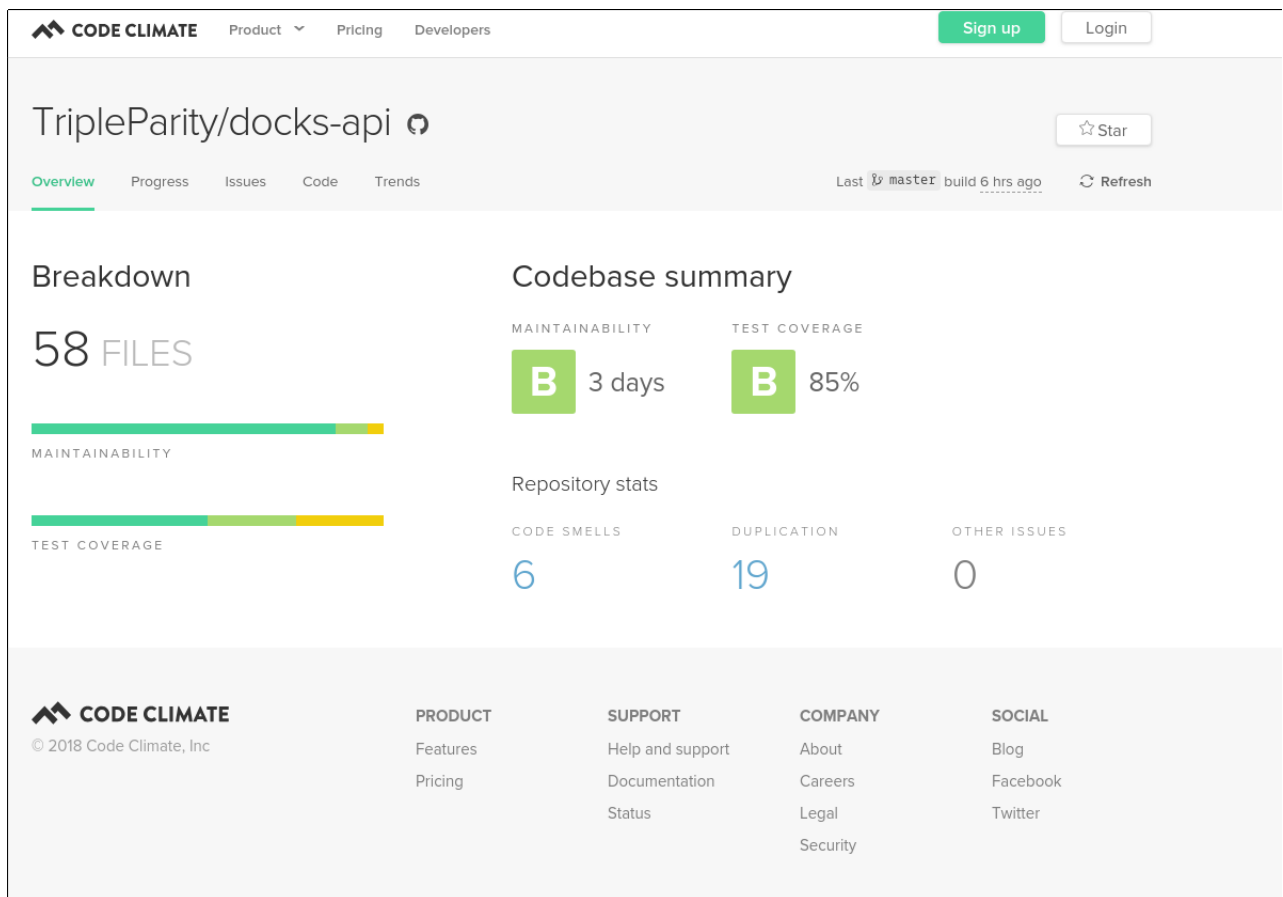 CODE CLIMATE Product Pricing Developers Sign up Login
TripleParity/docks-api
Star
Overview Progress Issues Code Trends Last master build 6 hrs ago Refresh
Breakdown Codebase summary
MAINTAINABILITY TEST COVERAGE
58 FILES
B 3 days B 85%
MAINTAINABILITY
Repository stats
CODE SMELLS DUPLICATION OTHER ISSUES
TEST COVERAGE
6 19 0
CODE CLIMATE PRODUCT SUPPORT COMPANY SOCIAL
© 2018 Code Climate, Inc Features Help and support About Blog
Pricing Documentation Careers Facebook
Status Legal Twitter
Security